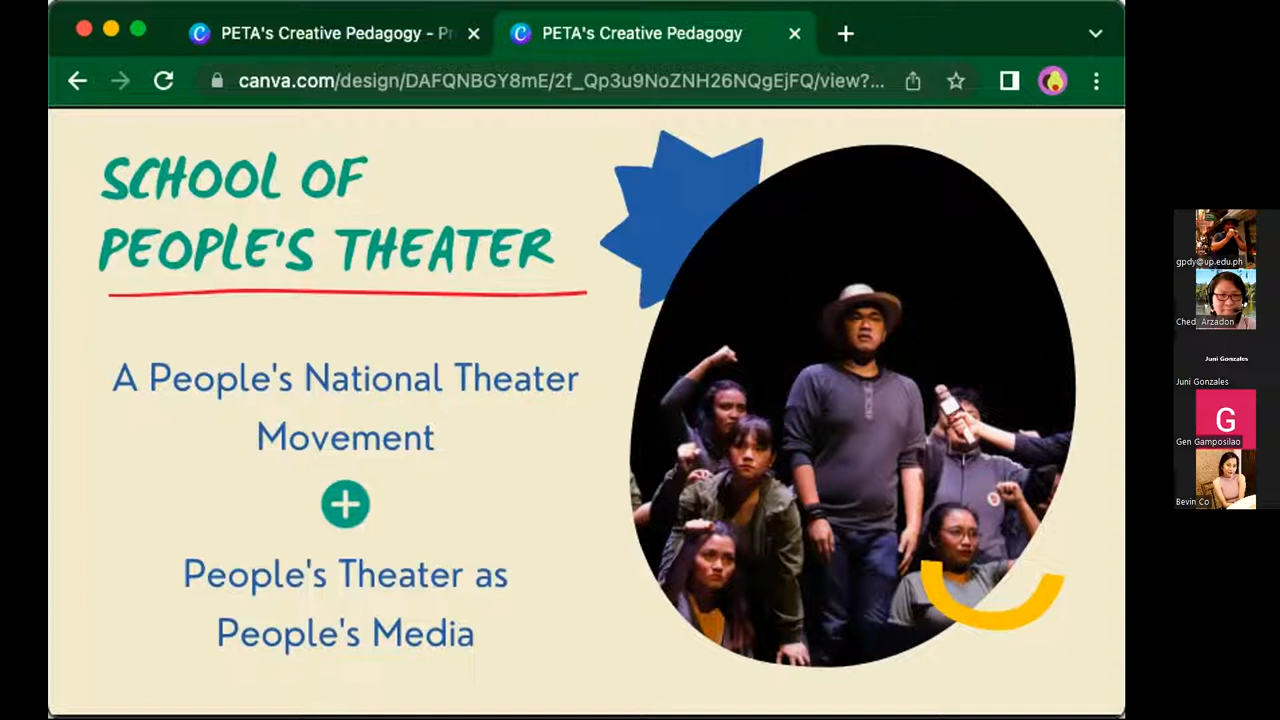 PETA's Creative Pedagogy - Pr
PETA's Creative Pedagogy
canva.com/design/DAFQNBGY8mE/2f_Qp3u9NoZNH26NQgEjFQ/view?...
SCHOOL OF
PEOPLE'S THEATER
A People's National Theater
Movement
People's Theater as
People's Media
gpdy@up.edu.ph
Ched Arzadon
Juni Gonzales
Juni Gonzales
G
Gen Gamposilao
Bevin Co